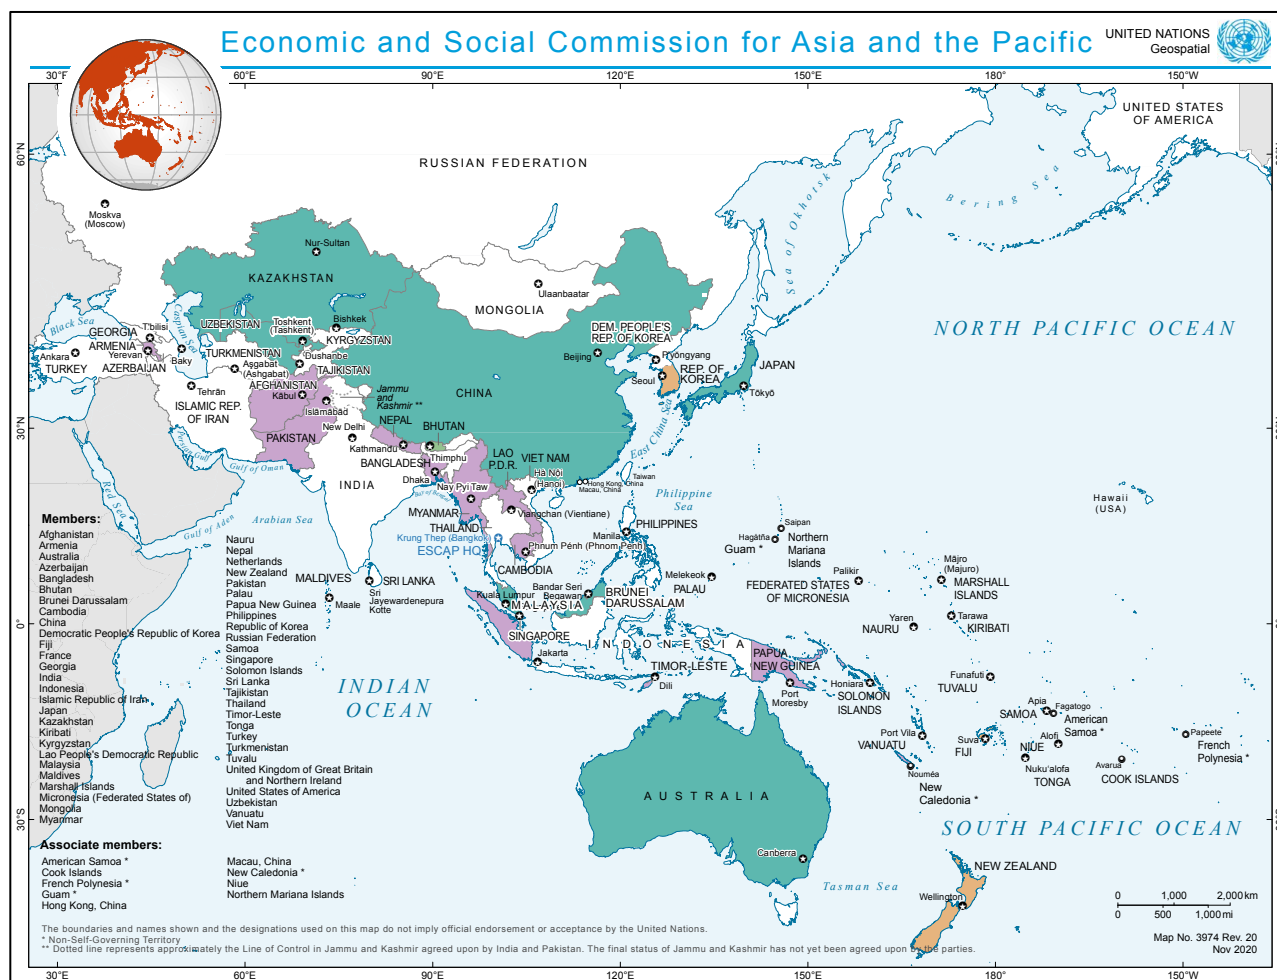 Economic and Social Commission for Asia and the Pacific
UNITED NATIONS
Geospatial
30°E
60°E
90°E
120°E
150°E
180°
150°W
UNITED STATES
OF AMERICA
60°N
RUSSIAN FEDERATION
Sea of Okhotsk
Bering Sea
Moskva
(Moscow)
Nur-Sultan
KAZAKHSTAN
Ulaanbaatar
MONGOLIA
Black Sea
Caspian Sea
T'bilisi
GEORGIA
ARMENIA
Yerevan
AZERBAIJAN
Baky
Ankara
TURKEY
UZBEKISTAN
Toshkent
(Tashkent)
Bishkek
KYRGYZSTAN
TURKMENISTAN
Dushanbe
TAJIKISTAN
Aşgabat
(Ashgabat)
DEM. PEOPLE'S
REP. OF KOREA
Beijing
P'yongyang
Seoul
REP. OF
KOREA
JAPAN
Tōkyō
NORTH PACIFIC OCEAN
Tehrān
ISLAMIC REP.
OF IRAN
AFGHANISTAN
Kābul
Jammu
and
Kashmir **
Islāmābād
CHINA
PAKISTAN
New Delhi
NEPAL
Kathmandu
BHUTAN
Thimphu
BANGLADESH
Dhaka
30°N
East China Sea
Persian Gulf
Gulf of Oman
Red Sea
Gulf of Aden
Arabian Sea
INDIA
Bay of Bengal
Nay Pyi Taw
MYANMAR
LAO
P.D.R.
VIET NAM
Hà Nôi
(Hanoi)
Hong Kong, China
Macau, China
Taiwan
China
Philippine
Sea
Hawaii
(USA)
Viangchan (Vientiane)
THAILAND
Krung Thep (Bangkok)
ESCAP HQ
Phnum Pénh (Phnom Penh)
CAMBODIA
PHILIPPINES
Manila
Saipan
Hagåtña
Guam *
Northern
Mariana
Islands
MALDIVES
Maale
SRI LANKA
Sri
Jayewardenepura
Kotte
Kuala Lumpur
MALAYSIA
Bandar Seri
Begawan
BRUNEI
DARUSSALAM
Melekeok
PALAU
Palikir
FEDERATED STATES
OF MICRONESIA
Mājro
(Majuro)
MARSHALL
ISLANDS
0°
SINGAPORE
INDONESIA
Jakarta
Yaren
NAURU
Tarawa
KIRIBATI
TIMOR-LESTE
Dili
PAPUA
NEW GUINEA
Port
Moresby
Honiara
SOLOMON
ISLANDS
Funafuti
TUVALU
INDIAN
OCEAN
Apia
SAMOA
Fagatogo
American
Samoa *
Port Vila
VANUATU
Suva
FIJI
Alofi
NIUE
Nuku'alofa
TONGA
Avarua
COOK ISLANDS
Papeete
French
Polynesia *
Nouméa
New
Caledonia *
AUSTRALIA
Canberra
30°S
SOUTH PACIFIC OCEAN
Tasman Sea
NEW ZEALAND
Wellington
Members:
Afghanistan
Armenia
Australia
Azerbaijan
Bangladesh
Bhutan
Brunei Darussalam
Cambodia
China
Democratic People's Republic of Korea
Fiji
France
Georgia
India
Indonesia
Islamic Republic of Iran
Japan
Kazakhstan
Kiribati
Kyrgyzstan
Lao People's Democratic Republic
Malaysia
Maldives
Marshall Islands
Micronesia (Federated States of)
Mongolia
Myanmar
Nauru
Nepal
Netherlands
New Zealand
Pakistan
Palau
Papua New Guinea
Philippines
Republic of Korea
Russian Federation
Samoa
Singapore
Solomon Islands
Sri Lanka
Tajikistan
Thailand
Timor-Leste
Tonga
Turkey
Turkmenistan
Tuvalu
United Kingdom of Great Britain
and Northern Ireland
United States of America
Uzbekistan
Vanuatu
Viet Nam
Associate members:
American Samoa *
Cook Islands
French Polynesia *
Guam *
Hong Kong, China
Macau, China
New Caledonia *
Niue
Northern Mariana Islands
The boundaries and names shown and the designations used on this map do not imply official endorsement or acceptance by the United Nations.
* Non-Self-Governing Territory
** Dotted line represents approximately the Line of Control in Jammu and Kashmir agreed upon by India and Pakistan. The final status of Jammu and Kashmir has not yet been agreed upon by the parties.
0 1,000 2,000 km
0 500 1,000 mi
Map No. 3974 Rev. 20
Nov 2020
30°E
60°E
90°E
120°E
150°E
180°
150°W